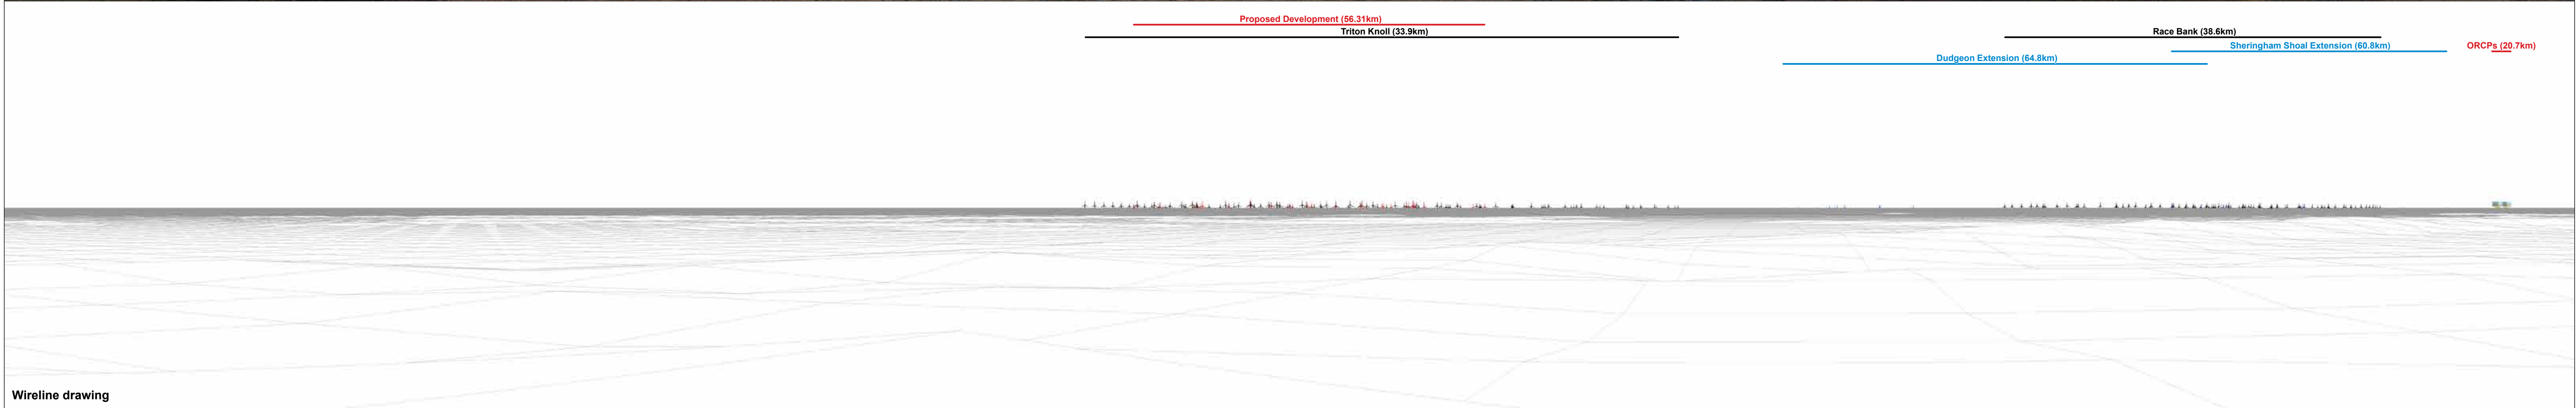 Proposed Development (56.31km)
Triton Knoll (33.9km)
Race Bank (38.6km)
Sheringham Shoal Extension (60.8km)
ORCPs (20.7km)
Dudgeon Extension (64.8km)
Wireline drawing